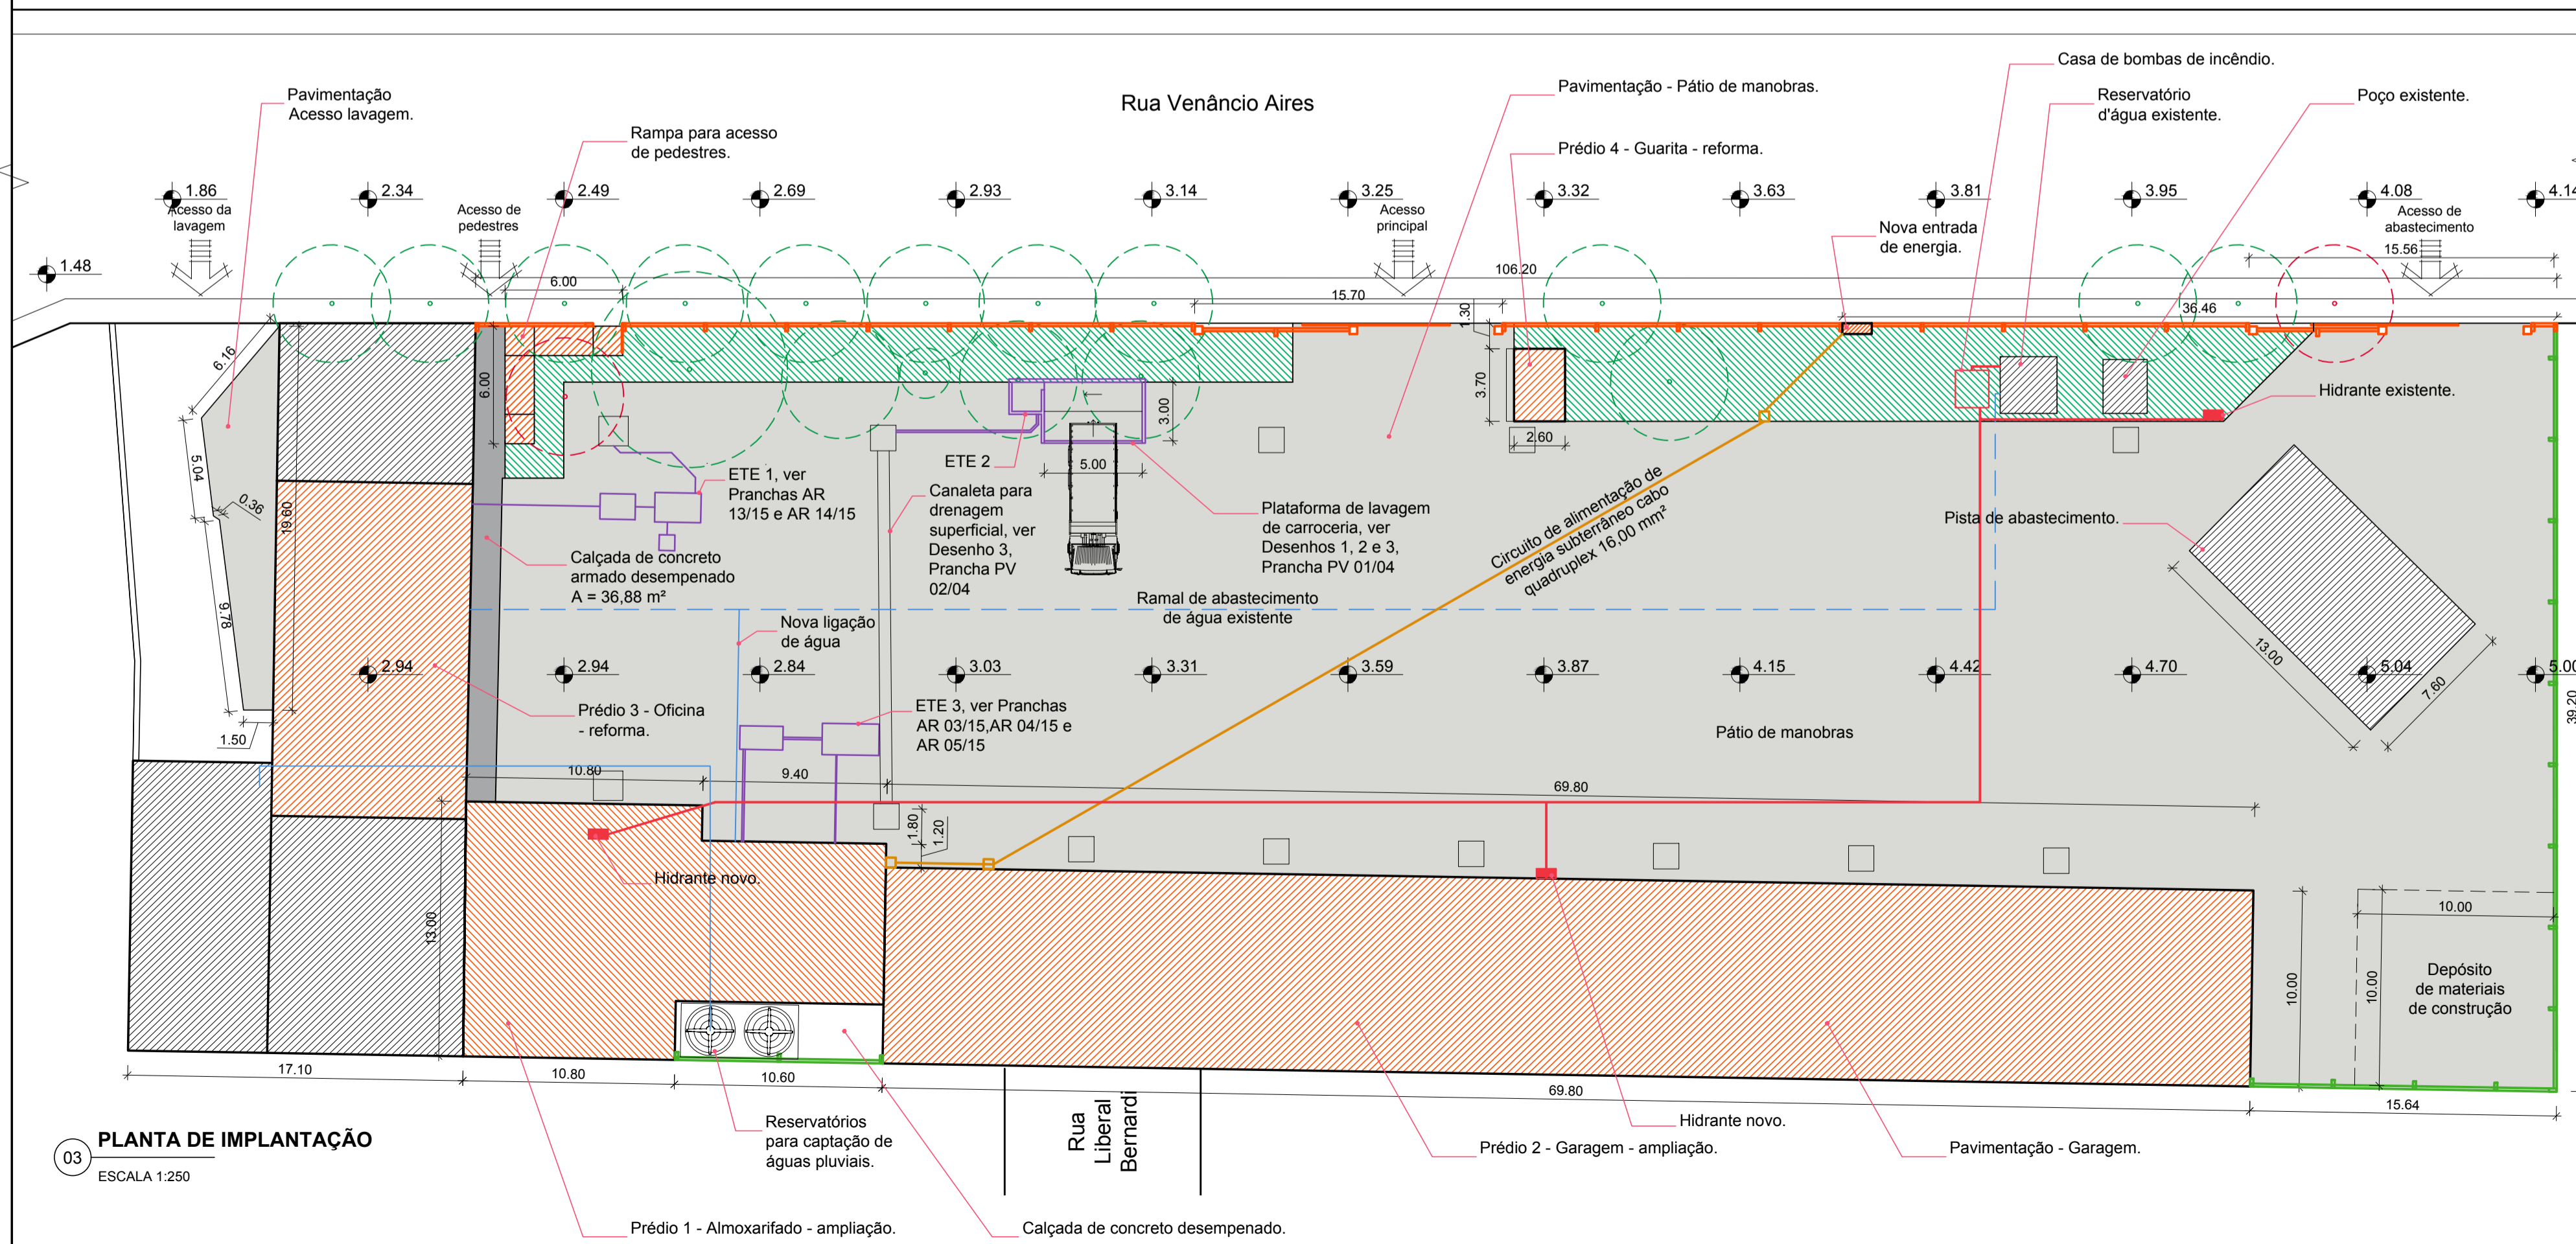 Rua Venâncio Aires
Casa de bombas de incêndio.
Pavimentação
Acesso lavagem.
Pavimentação - Pátio de manobras.
Reservatório
d'água existente.
Poço existente.
Rampa para acesso
de pedestres.
Prédio 4 - Guarita - reforma.
1.86
2.34
2.49
2.69
2.93
3.14
3.25
3.32
3.63
3.81
3.95
4.08
4.14
Acesso da
lavagem
Acesso de
pedestres
Acesso
principal
Nova entrada
de energia.
Acesso de
abastecimento
15.56
1.48
106.20
6.00
15.70
1.30
36.46
6.16
6.00
3.70
3.00
2.60
5.00
Hidrante existente.
5.04
0.36
19.60
9.78
1.50
ETE 1, ver
Pranchas AR
13/15 e AR 14/15
ETE 2
Canaleta para
drenagem
superficial, ver
Desenho 3,
Prancha PV
02/04
Plataforma de lavagem
de carroceria, ver
Desenhos 1, 2 e 3,
Prancha PV 01/04
Circuito de alimentação de
energia subterrâneo cabo
quadruplex 16,00 mm²
Pista de abastecimento.
Calçada de concreto
armado desempenado
A = 36,88 m²
Ramal de abastecimento
de água existente
Nova ligação
de água
2.94
2.94
2.84
3.03
3.31
3.59
3.87
4.15
4.42
4.70
5.04
5.00
13.00
7.60
39.20
Prédio 3 - Oficina
- reforma.
ETE 3, ver Pranchas
AR 03/15,AR 04/15 e
AR 05/15
Pátio de manobras
10.80
9.40
69.80
1.80
1.20
Hidrante novo.
13.00
10.00
10.00
10.00
Depósito
de materiais
de construção
17.10
10.80
10.60
69.80
15.64
Rua
Liberal
Bernardi
Reservatórios
para captação de
águas pluviais.
Hidrante novo.
Prédio 2 - Garagem - ampliação.
Pavimentação - Garagem.
03
PLANTA DE IMPLANTAÇÃO
ESCALA 1:250
Prédio 1 - Almoxarifado - ampliação.
Calçada de concreto desempenado.